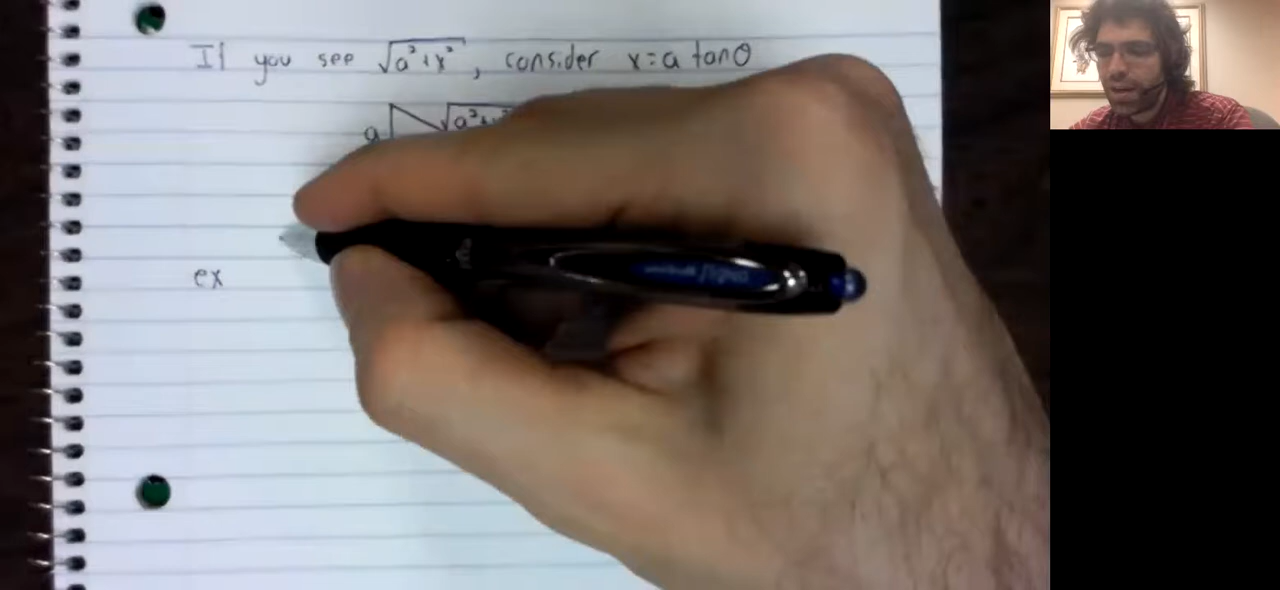 If you see √a²+x², consider x=a tanθ
a
ex